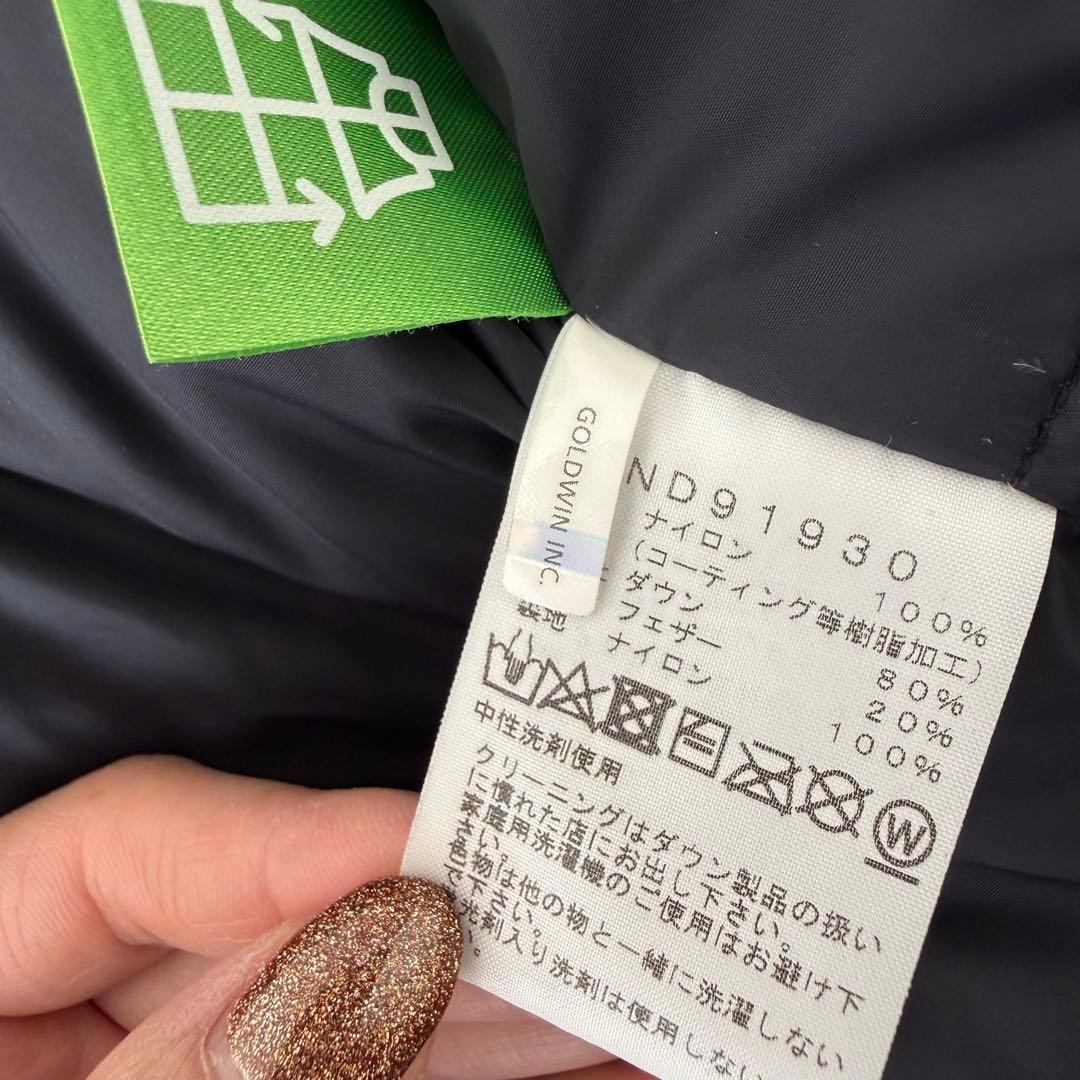 GOLDWIN INC.
ND91930
ナイロン 100%
(コーティング等樹脂加工)
ダウン 80%
フェザー 20%
裏地 ナイロン 100%
W
中性洗剤使用
クリーニングはダウン製品の扱い
に慣れた店にお出し下さい。
家庭用洗濯機のご使用はお避け下
さい。
色物は他の物と一緒に洗濯しない
で下さい。
洗剤入り洗剤は使用しない